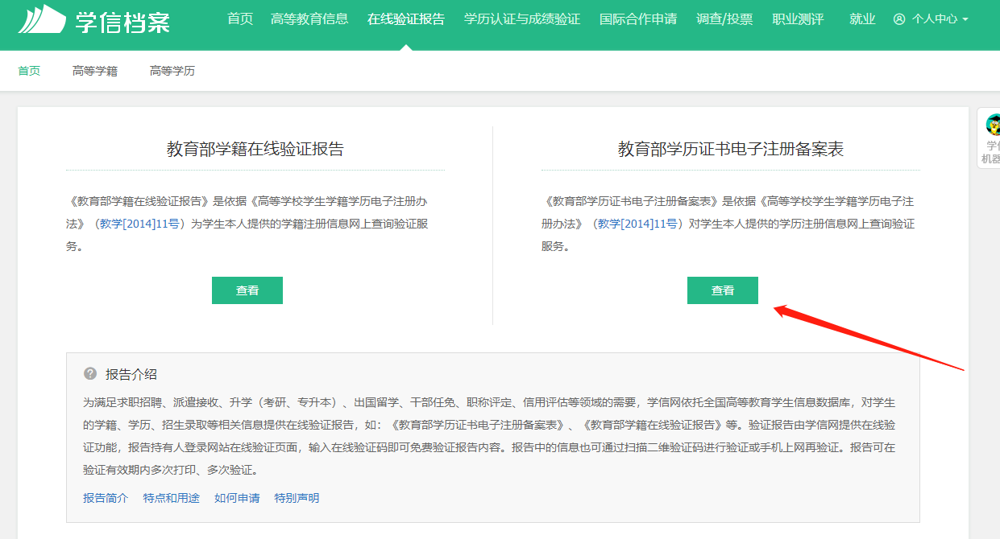 学信档案
首页 高等教育信息 在线验证报告 学历认证与成绩验证 国际合作申请 调查/投票 职业测评 就业 个人中心
首页 高等学籍 高等学历
教育部学籍在线验证报告
《教育部学籍在线验证报告》是依据《高等学校学生学籍学历电子注册办
法》（教学[2014]11号）为学生本人提供的学籍注册信息网上查询验证服
务。
查看
教育部学历证书电子注册备案表
《教育部学历证书电子注册备案表》是依据《高等学校学生学籍学历电子注
册办法》（教学[2014]11号）对学生本人提供的学历注册信息网上查询验证
服务。
查看
学
机器
? 报告介绍
为满足求职招聘、派遣接收、升学（考研、专升本）、出国留学、干部任免、职称评定、信用评估等领域的需要，学信网依托全国高等教育学生信息数据库，对学生
的学籍、学历、招生录取等相关信息提供在线验证报告，如：《教育部学历证书电子注册备案表》、《教育部学籍在线验证报告》等。验证报告由学信网提供在线验
证功能，报告持有人登录网站在线验证页面，输入在线验证码即可免费验证报告内容。报告中的信息也可通过扫描二维验证码进行验证或手机上网再验证。报告可在
验证有效期内多次打印、多次验证。
报告简介 特点和用途 如何申请 特别声明